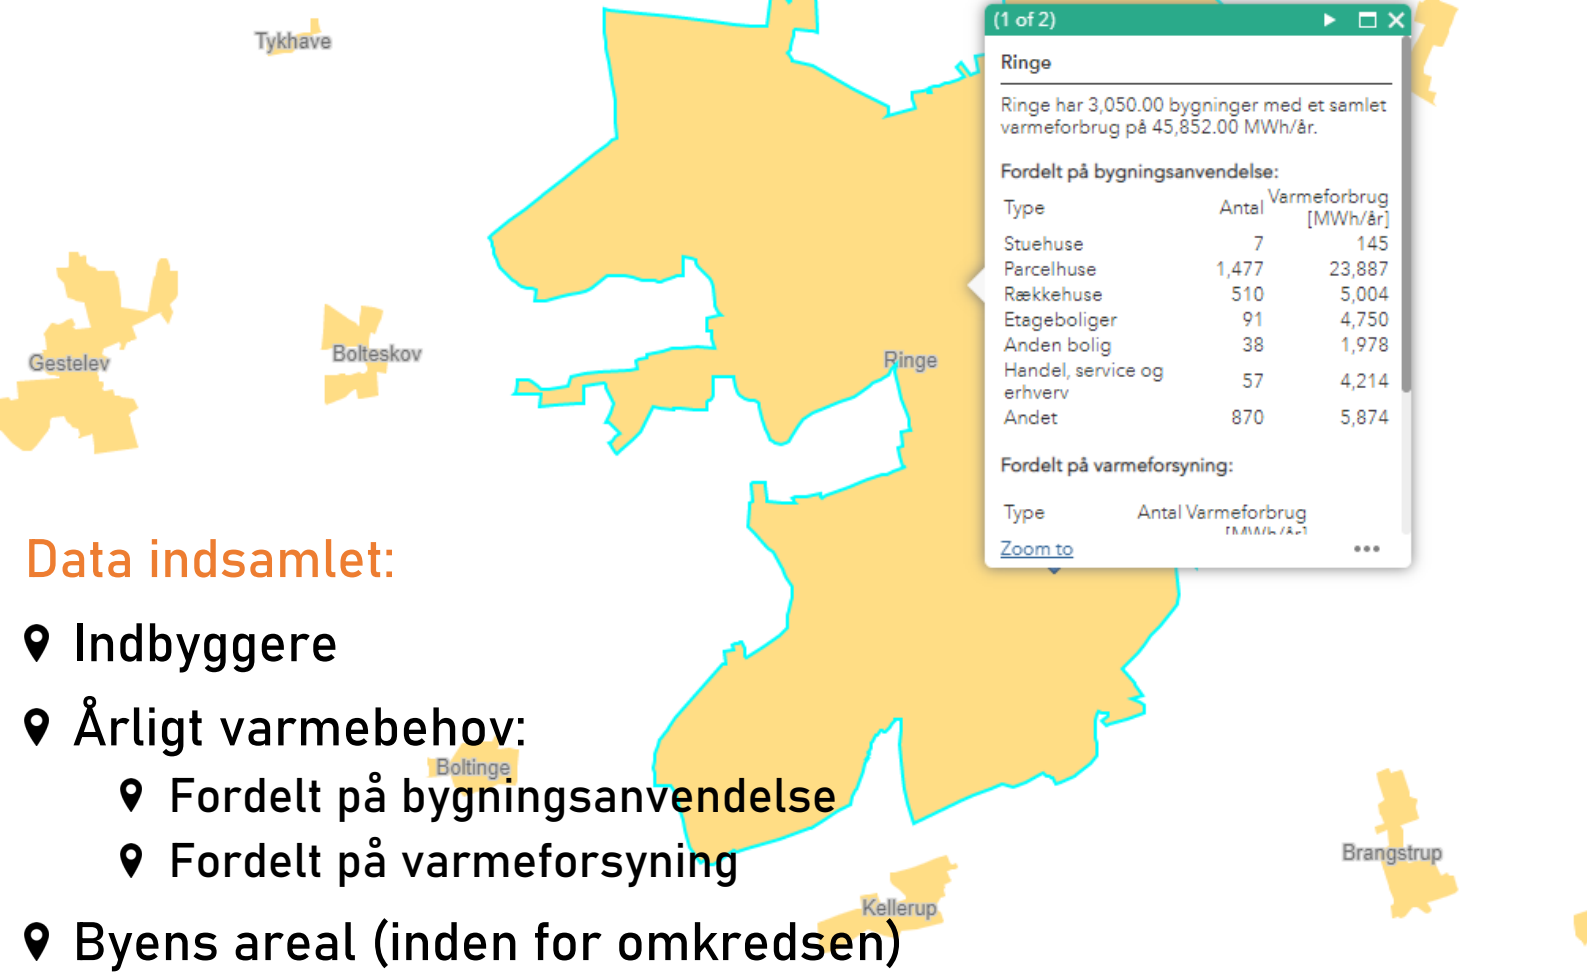 Tykhave
Gestelev
Bolteskov
Ringe
(1 of 2)
Ringe
Ringe har 3,050.00 bygninger med et samlet
varmeforbrug på 45,852.00 MWh/år.
Fordelt på bygningsanvendelse:
Type Antal Varmeforbrug
[MWh/år]
Stuehuse 7 145
Parcelhuse 1,477 23,887
Rækkehuse 510 5,004
Etageboliger 91 4,750
Anden bolig 38 1,978
Handel, service og
erhverv 57 4,214
Andet 870 5,874
Fordelt på varmeforsyning:
Type Antal Varmeforbrug
[MWh/år]
Zoom to
Data indsamlet:
Indbyggere
Årligt varmebehov:
Boltinge
Fordelt på bygningsanvendelse
Fordelt på varmeforsyning
Brangstrup
Kellerup
Byens areal (inden for omkredsen)